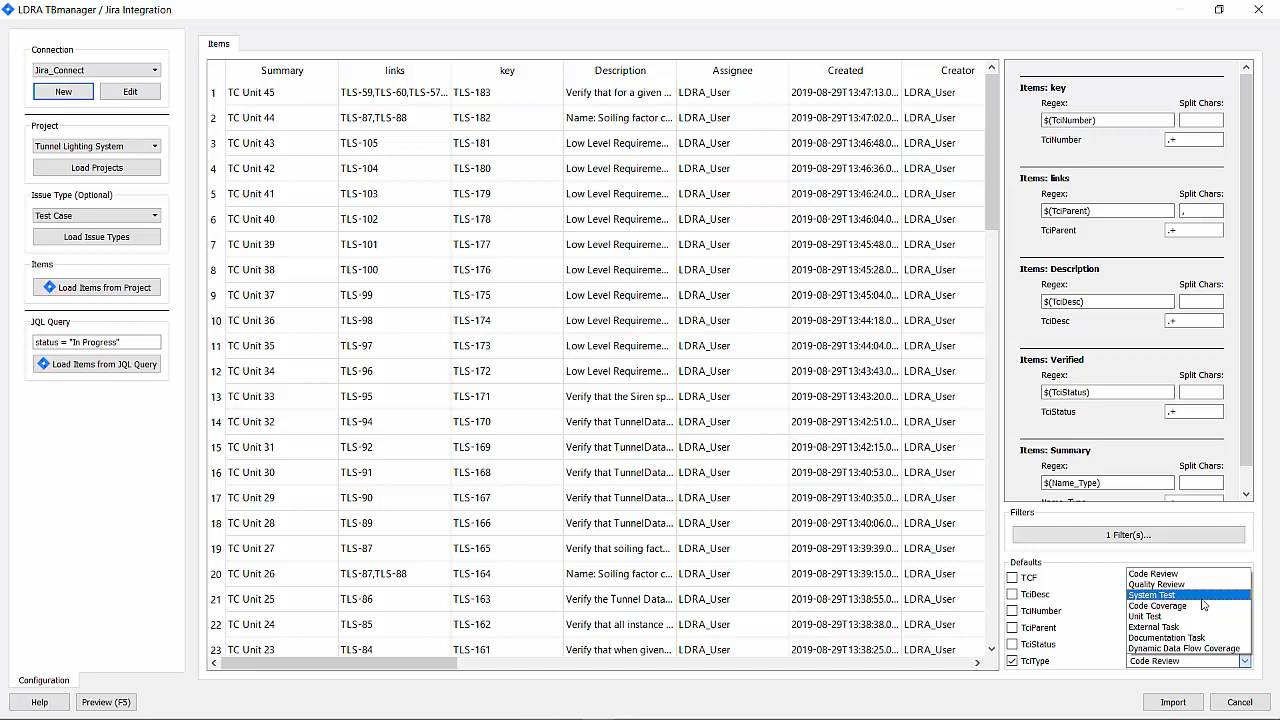 LDRA TBmanager / Jira Integration
Connection
Jira_Connect
New Edit
Project
Tunnel Lighting System
Load Projects
Issue Type (Optional)
Test Case
Load Issue Types
Items
Load Items from Project
JQL Query
status = "In Progress"
Load Items from JQL Query
Configuration
Help Preview (F5)
Items
Summary links key Description Assignee Created Creator
1 TC Unit 45 TLS-59,TLS-60,TLS-57... TLS-183 Verify that for a given ... LDRA_User 2019-08-29T13:47:13.0... LDRA_User
2 TC Unit 44 TLS-87,TLS-88 TLS-182 Name: Soiling factor c... LDRA_User 2019-08-29T13:47:02.0... LDRA_User
3 TC Unit 43 TLS-105 TLS-181 Low Level Requireme... LDRA_User 2019-08-29T13:46:48.0... LDRA_User
4 TC Unit 42 TLS-104 TLS-180 Low Level Requireme... LDRA_User 2019-08-29T13:46:36.0... LDRA_User
5 TC Unit 41 TLS-103 TLS-179 Low Level Requireme... LDRA_User 2019-08-29T13:46:24.0... LDRA_User
6 TC Unit 40 TLS-102 TLS-178 Low Level Requireme... LDRA_User 2019-08-29T13:46:04.0... LDRA_User
7 TC Unit 39 TLS-101 TLS-177 Low Level Requireme... LDRA_User 2019-08-29T13:45:48.0... LDRA_User
8 TC Unit 38 TLS-100 TLS-176 Low Level Requireme... LDRA_User 2019-08-29T13:45:28.0... LDRA_User
9 TC Unit 37 TLS-99 TLS-175 Low Level Requireme... LDRA_User 2019-08-29T13:45:04.0... LDRA_User
10 TC Unit 36 TLS-98 TLS-174 Low Level Requireme... LDRA_User 2019-08-29T13:44:18.0... LDRA_User
11 TC Unit 35 TLS-97 TLS-173 Low Level Requireme... LDRA_User 2019-08-29T13:44:04.0... LDRA_User
12 TC Unit 34 TLS-96 TLS-172 Low Level Requireme... LDRA_User 2019-08-29T13:43:40.0... LDRA_User
13 TC Unit 33 TLS-95 TLS-171 Verify that the Siren sp... LDRA_User 2019-08-29T13:43:20.0... LDRA_User
14 TC Unit 32 TLS-94 TLS-170 Verify that TunnelData... LDRA_User 2019-08-29T13:42:51.0... LDRA_User
15 TC Unit 31 TLS-92 TLS-169 Verify that TunnelData... LDRA_User 2019-08-29T13:42:15.0... LDRA_User
16 TC Unit 30 TLS-91 TLS-168 Verify that TunnelData... LDRA_User 2019-08-29T13:40:53.0... LDRA_User
17 TC Unit 29 TLS-90 TLS-167 Verify that TunnelData... LDRA_User 2019-08-29T13:40:35.0... LDRA_User
18 TC Unit 28 TLS-89 TLS-166 Verify that TunnelData... LDRA_User 2019-08-29T13:40:06.0... LDRA_User
19 TC Unit 27 TLS-87 TLS-165 Verify that soiling fact... LDRA_User 2019-08-29T13:39:39.0... LDRA_User
20 TC Unit 26 TLS-87,TLS-88 TLS-164 Name: Soiling factor c... LDRA_User 2019-08-29T13:39:15.0... LDRA_User
21 TC Unit 25 TLS-86 TLS-163 Verify the Tunnel Data... LDRA_User 2019-08-29T13:38:55.0... LDRA_User
22 TC Unit 24 TLS-85 TLS-162 Verify that all instance ... LDRA_User 2019-08-29T13:38:38.0... LDRA_User
23 TC Unit 23 TLS-84 TLS-161 Verify that when given... LDRA_User 2019-08-29T13:38:25.0... LDRA_User
Items: key
Regex: Split Chars:
$(TciNumber)
TciNumber .+
Items: links
Regex: Split Chars:
$(TciParent) ,
TciParent .+
Items: Description
Regex: Split Chars:
$(TciDesc)
TciDesc .+
Items: Verified
Regex: Split Chars:
$(TciStatus)
TciStatus .+
Items: Summary
Regex: Split Chars:
$(Name_Type)
Filters
1 Filter(s)...
Defaults
TCF
TciDesc
TciNumber
TciParent
TciStatus
TciType
Code Review
Quality Review
System Test
Code Coverage
Unit Test
External Task
Documentation Task
Dynamic Data Flow Coverage
Code Review
Import Cancel